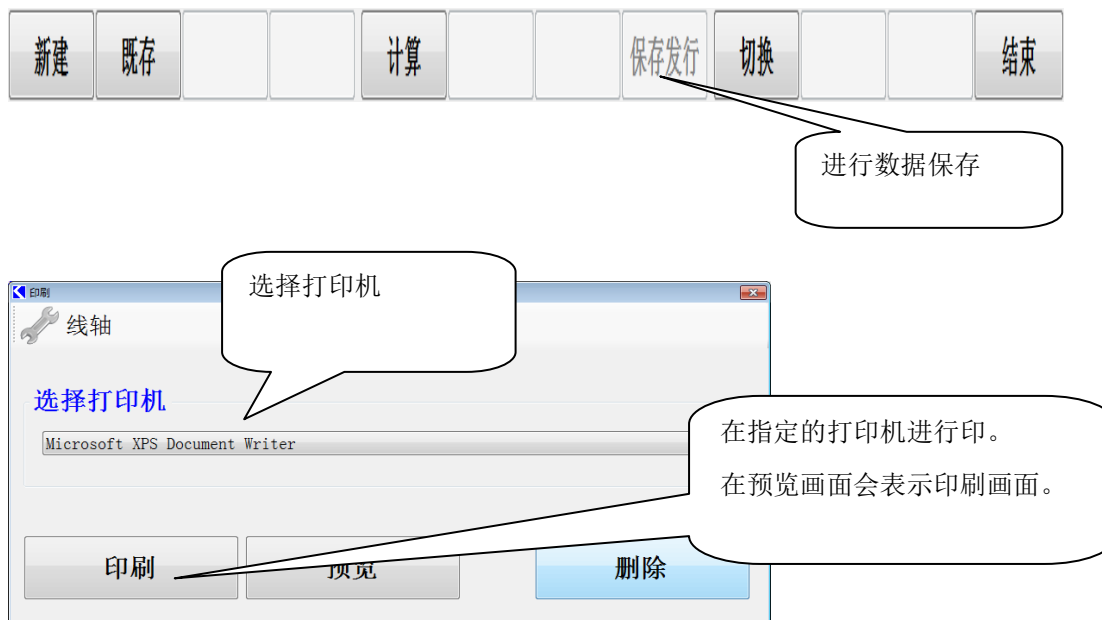 新建 既存 计算 保存发行 切换 结束
进行数据保存
选择打印机
印刷
线轴
选择打印机
Microsoft XPS Document Writer
在指定的打印机进行印。
在预览画面会表示印刷画面。
印刷 预览 删除